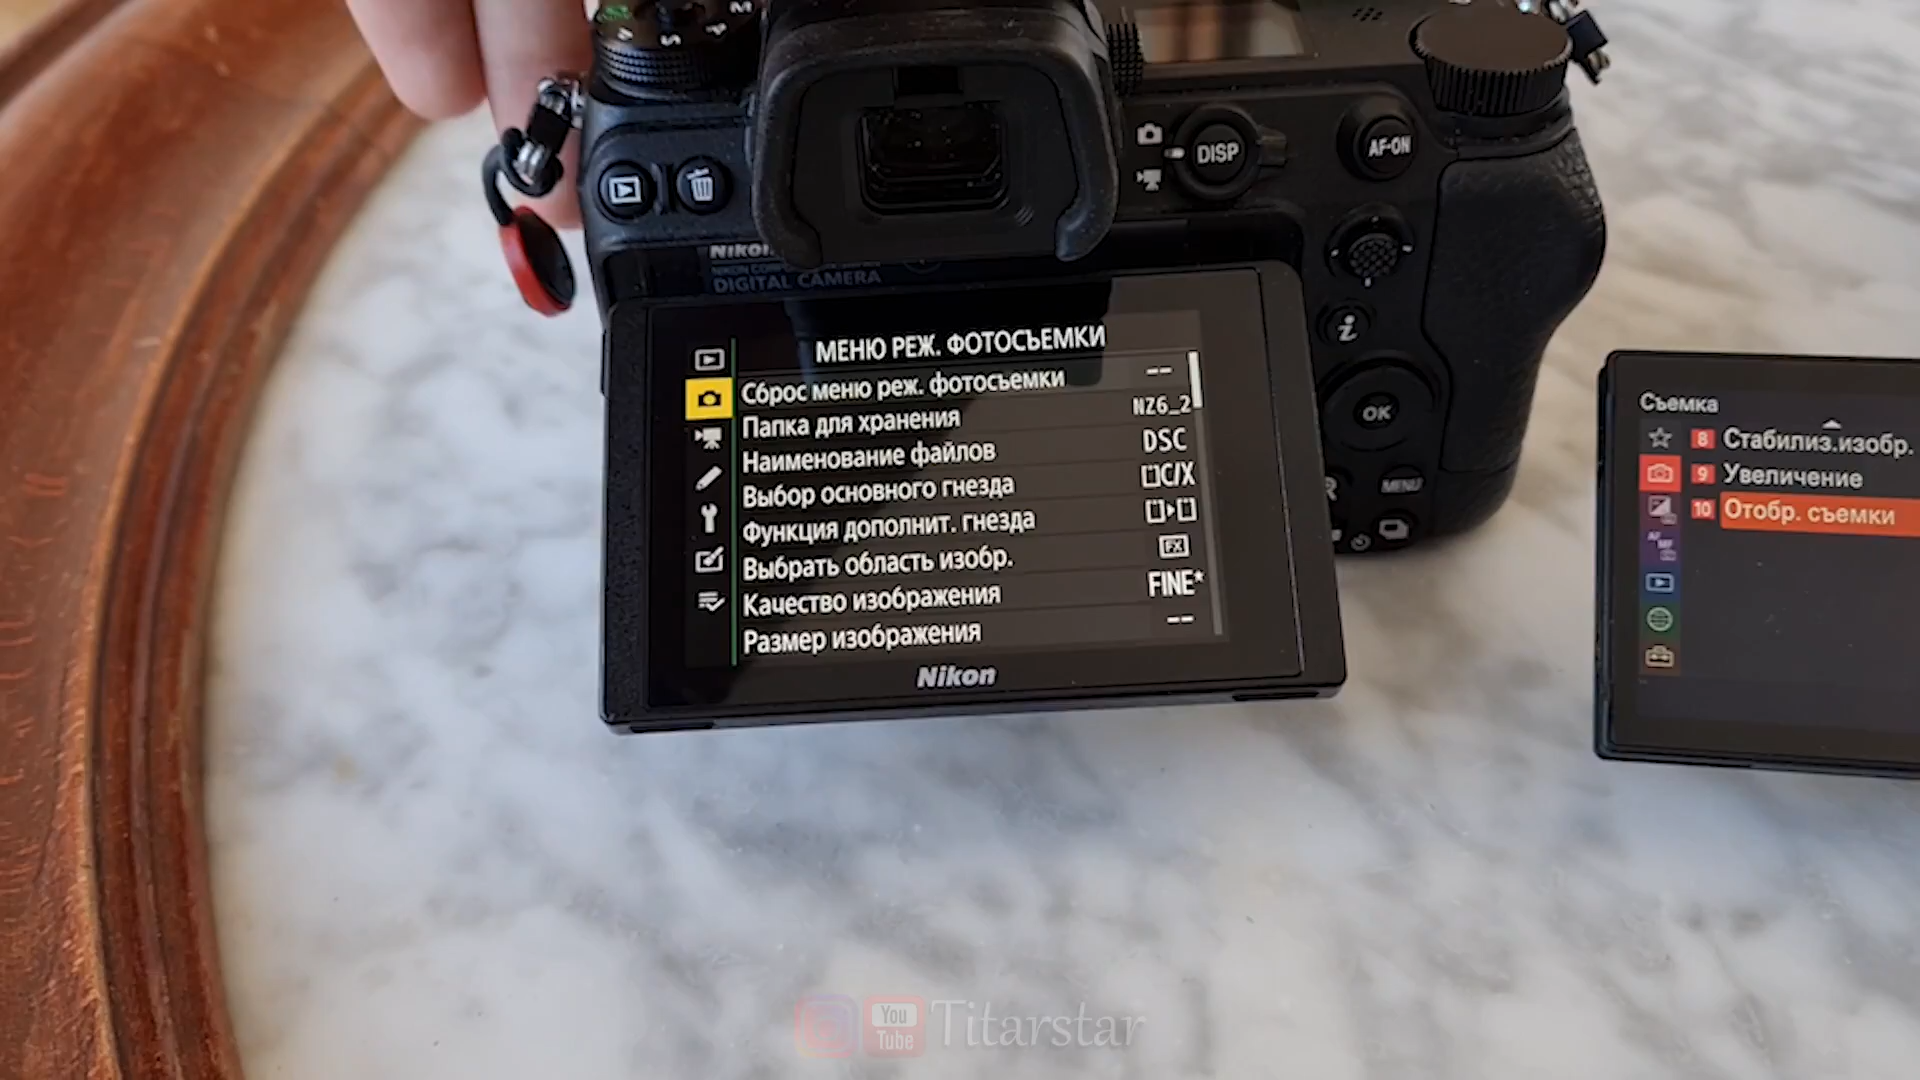 M
S
P
DISP
AF-ON
Nikon
DIGITAL CAMERA
i
OK
MENU
МЕНЮ РЕЖ. ФОТОСЪЕМКИ
Сброс меню реж. фотосъемки --
Папка для хранения NZ6_2
Наименование файлов DSC
Выбор основного гнезда C/X
Функция дополнит. гнезда
Выбрать область изобр. FX
Качество изображения FINE*
Размер изображения --
Nikon
Съемка
8 Стабилиз.изобр.
9 Увеличение
10 Отобр. съемки
AF
MF
You
Tube
Titarstar